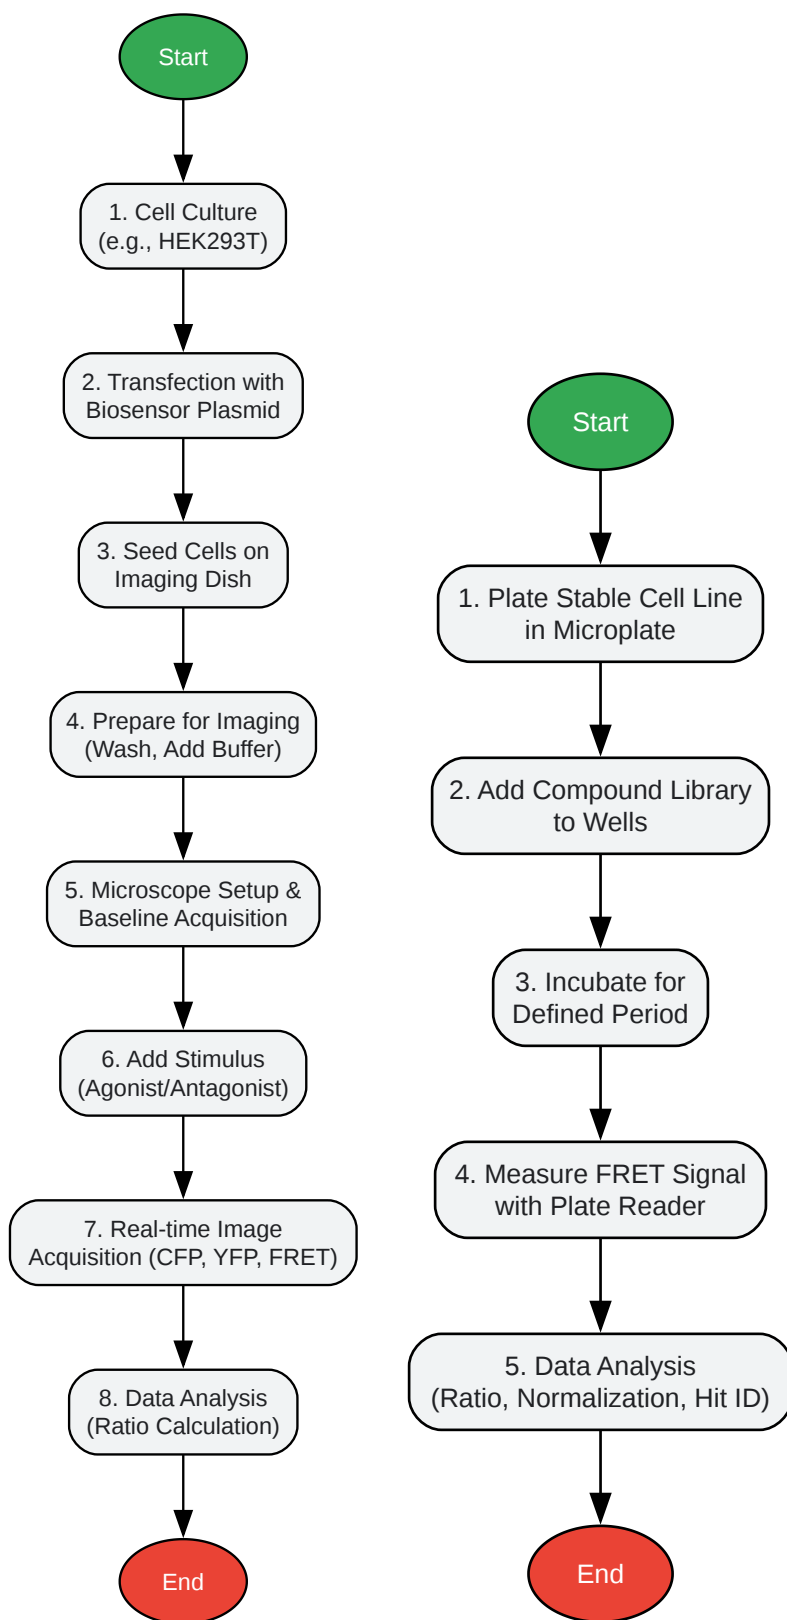 Start
1. Cell Culture
(e.g., HEK293T)
2. Transfection with
Biosensor Plasmid
3. Seed Cells on
Imaging Dish
4. Prepare for Imaging
(Wash, Add Buffer)
5. Microscope Setup &
Baseline Acquisition
6. Add Stimulus
(Agonist/Antagonist)
7. Real-time Image
Acquisition (CFP, YFP, FRET)
8. Data Analysis
(Ratio Calculation)
End
Start
1. Plate Stable Cell Line
in Microplate
2. Add Compound Library
to Wells
3. Incubate for
Defined Period
4. Measure FRET Signal
with Plate Reader
5. Data Analysis
(Ratio, Normalization, Hit ID)
End